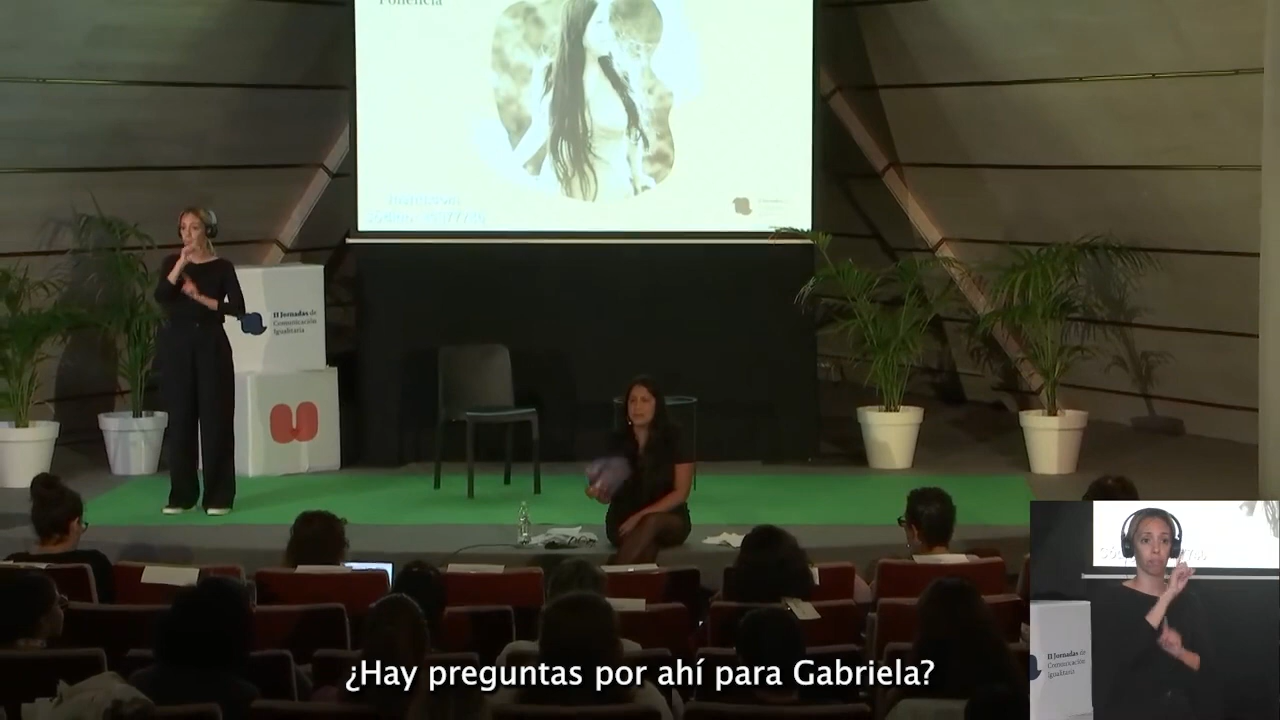 Ponencia
II Jornadas de
Comunicación
Igualitaria
II Jornadas de
Comunicación
Igualitaria
¿Hay preguntas por ahí para Gabriela?